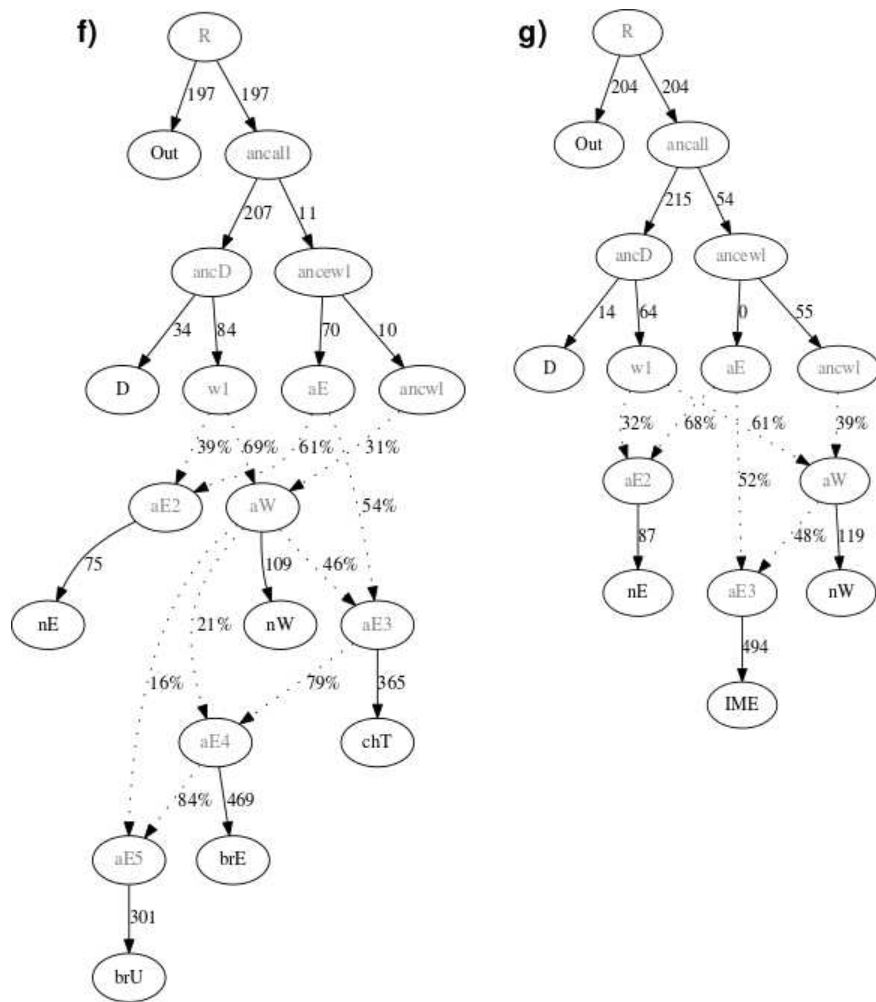 f)
R
197 197
Out ancall
207 11
ancD ancewl
34 84 70 10
D w1 aE ancwl
39% 69% 61% 31%
54%
aE2 aW
75 109 46%
nE 21% nW aE3
16% 79% 365
aE4 chT
84% 469
aE5 brE
301
brU
g)
R
204 204
Out ancall
215 54
ancD ancewl
14 64 0 55
D w1 aE ancwl
32% 68% 61% 39%
aE2 52% aW
87 48% 119
nE aE3 nW
494
IME